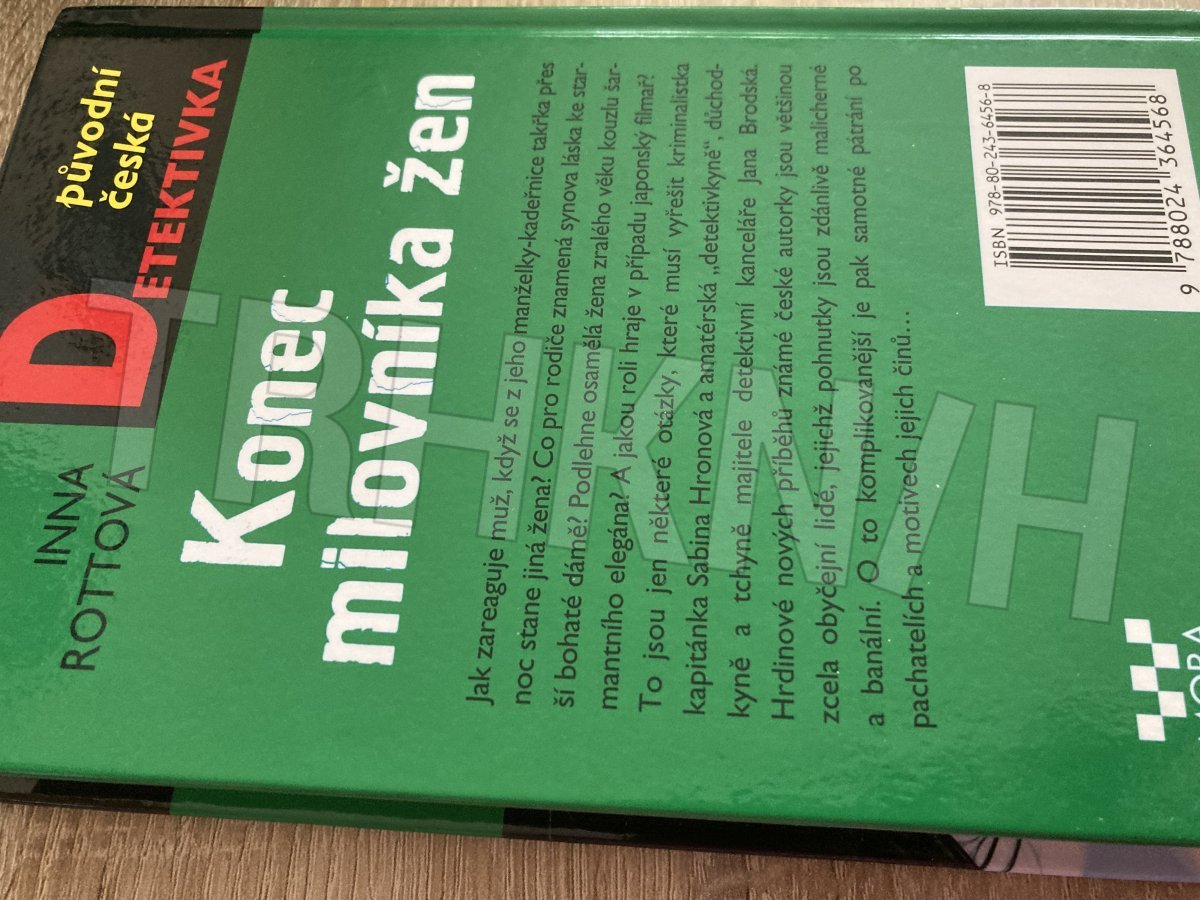 INNA
ROTTOVÁ
původní
česká
DETEKTIVKA
Konec
milovníka žen
Jak zareaguje muž, když se z jeho manželky-kadeřnice takřka přes
noc stane jiná žena? Co pro rodiče znamená synova láska ke star-
ší bohaté dámě? Podlehne osamělá žena zralého věku kouzlu šar-
mantního elegána? A jakou roli hraje v případu japonský filmař?
To jsou jen některé otázky, které musí vyřešit kriminalistka
kapitánka Sabina Hronová a amatérská „detektivkyně“, důchod-
kyně a tchyně majitele detektivní kanceláře Jana Brodská.
Hrdinové nových příběhů známé české autorky jsou většinou
zcela obyčejní lidé, jejichž pohnutky jsou zdánlivě malicherné
a banální. O to komplikovanější je pak samotné pátrání po
pachatelích a motivech jejich činů...
ISBN 978-80-243-6456-8
9 788024 364568
TRHKNIH